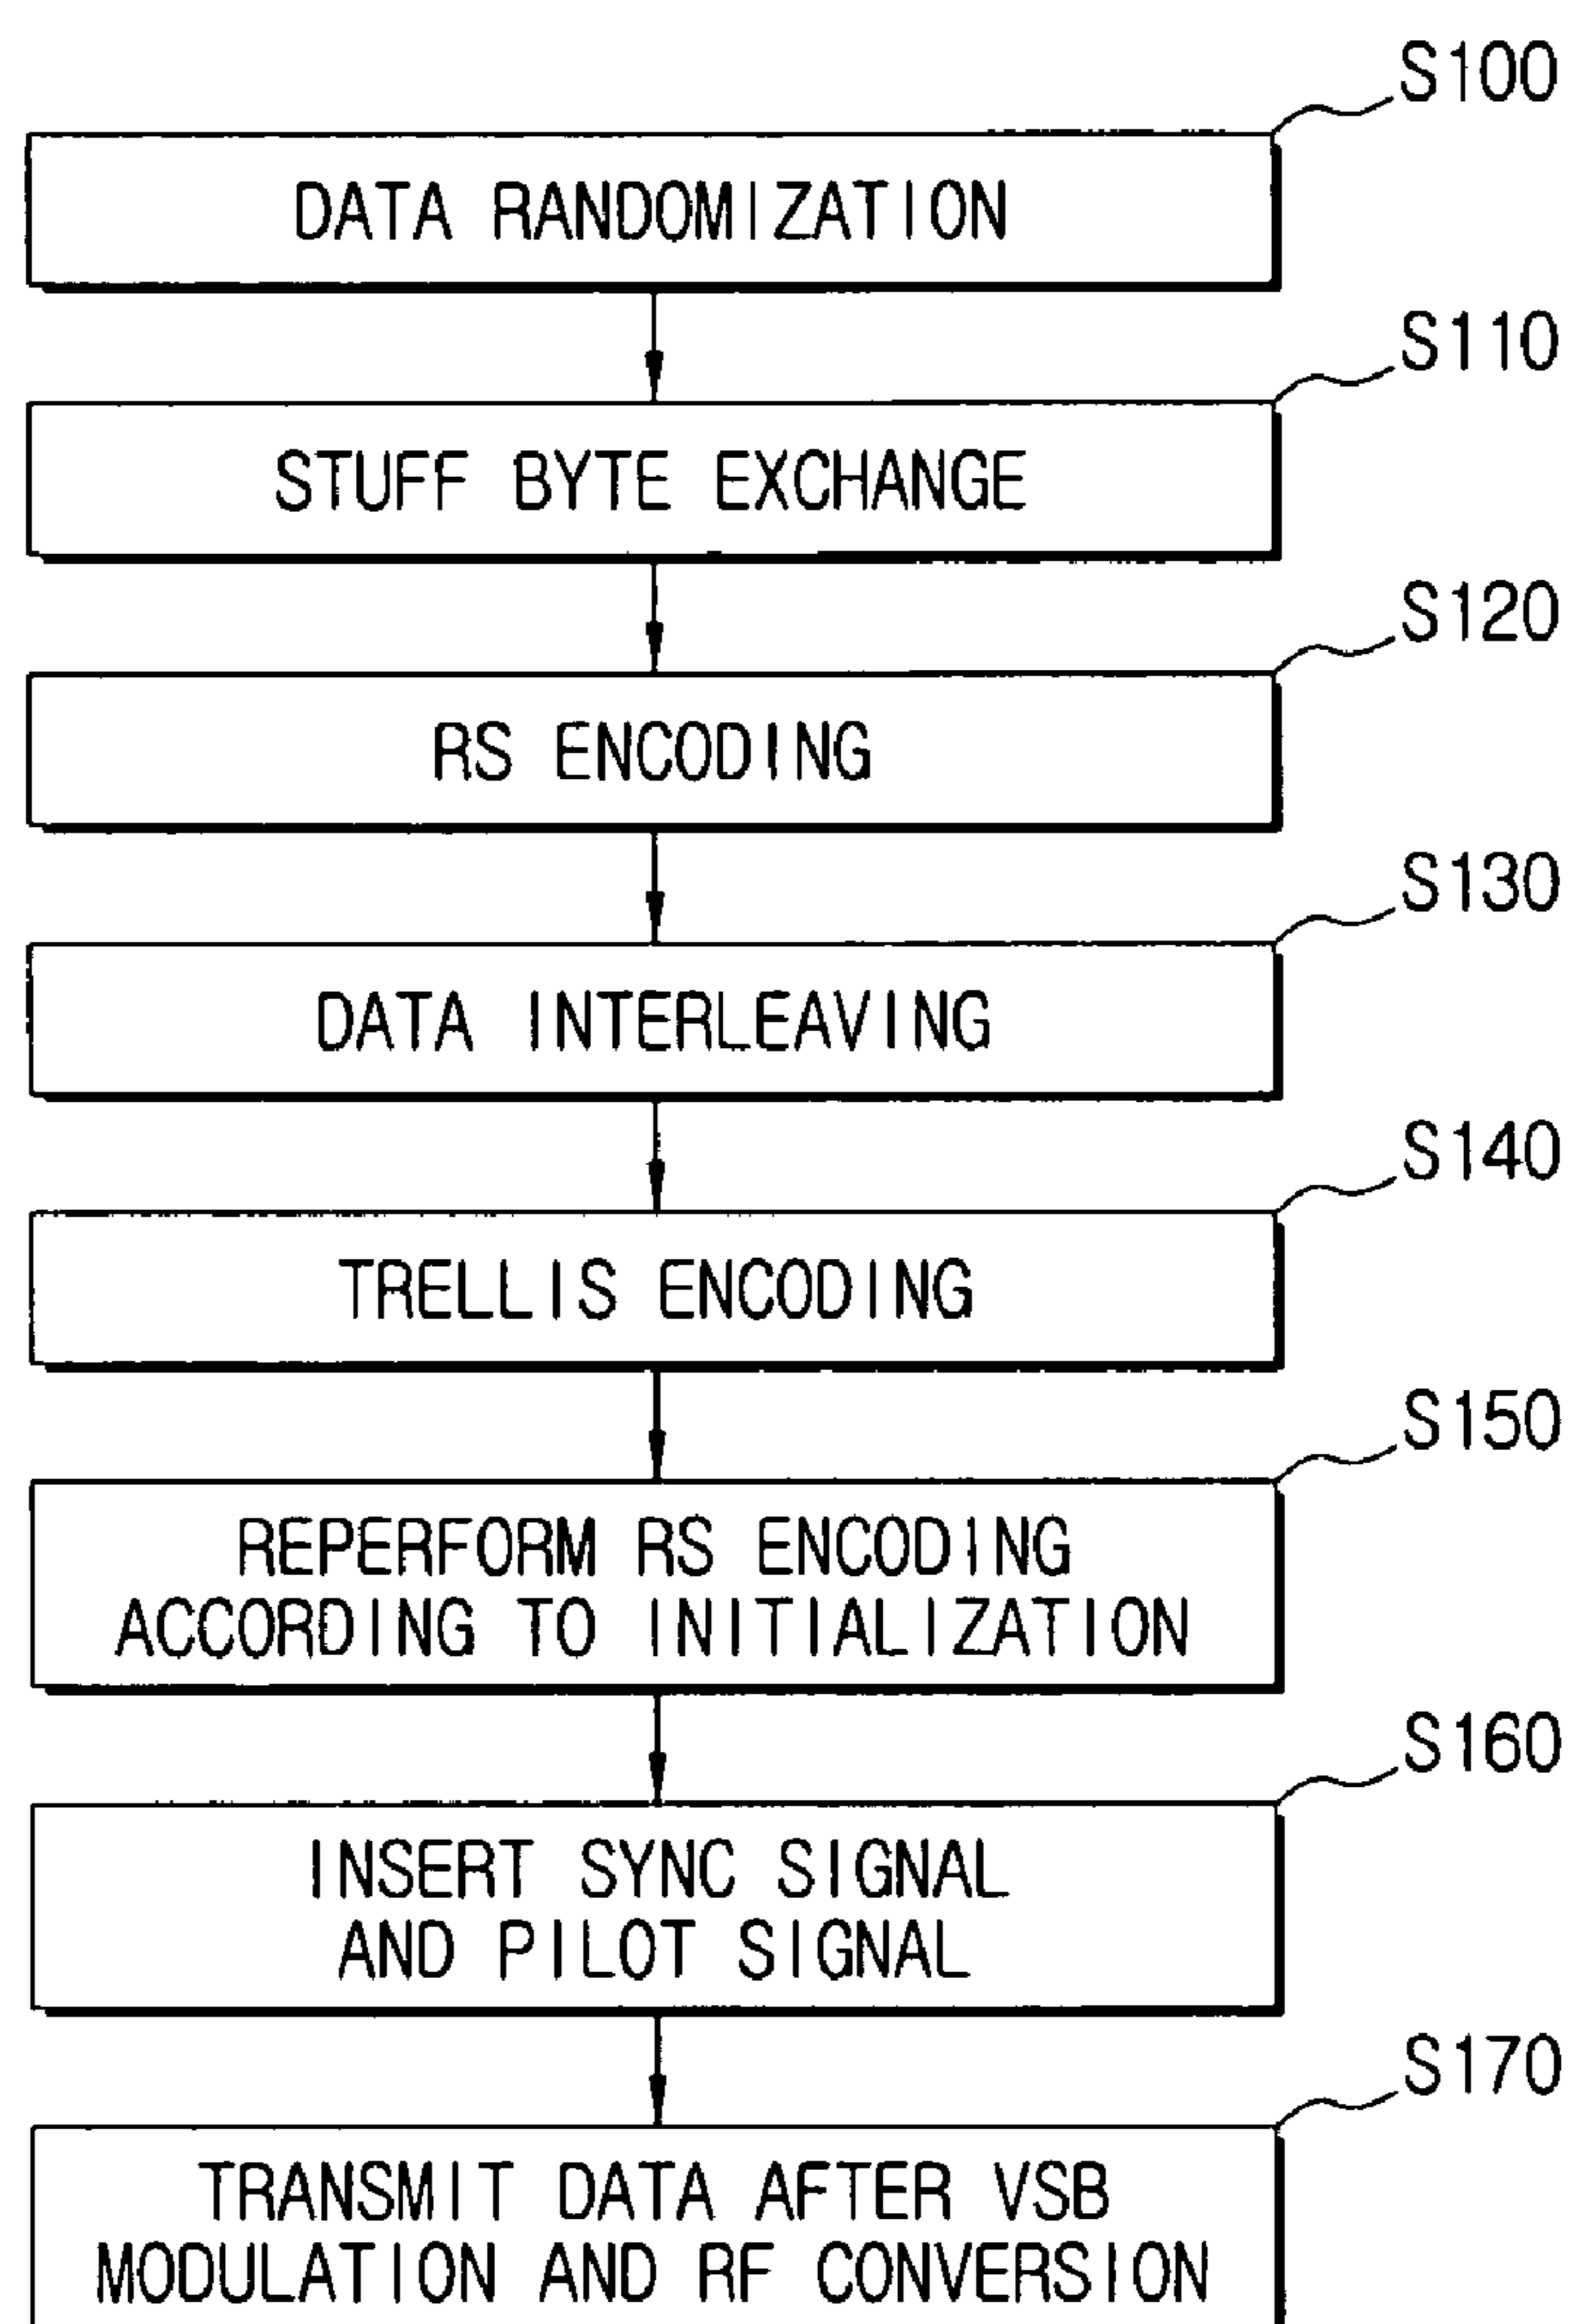 S100
DATA RANDOMIZATION
S110
STUFF BYTE EXCHANGE
S120
RS ENCODING
S130
DATA INTERLEAVING
S140
TRELLIS ENCODING
S150
REPERFORM RS ENCODING
ACCORDING TO INITIALIZATION
S160
INSERT SYNC SIGNAL
AND PILOT SIGNAL
S170
TRANSMIT DATA AFTER VSB
MODULATION AND RF CONVERSION